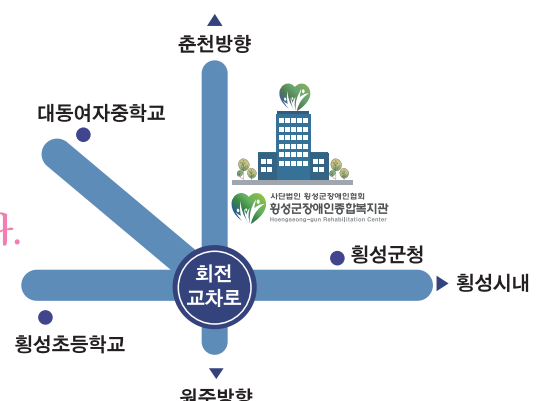 춘천방향
대동여자중학교
사단법인 횡성군장애인협회
횡성군장애인종합복지관
Hoengseong-gun Rehabilitation Center
다.
횡성군청
회전
교차로
횡성시내
횡성초등학교
원주방향